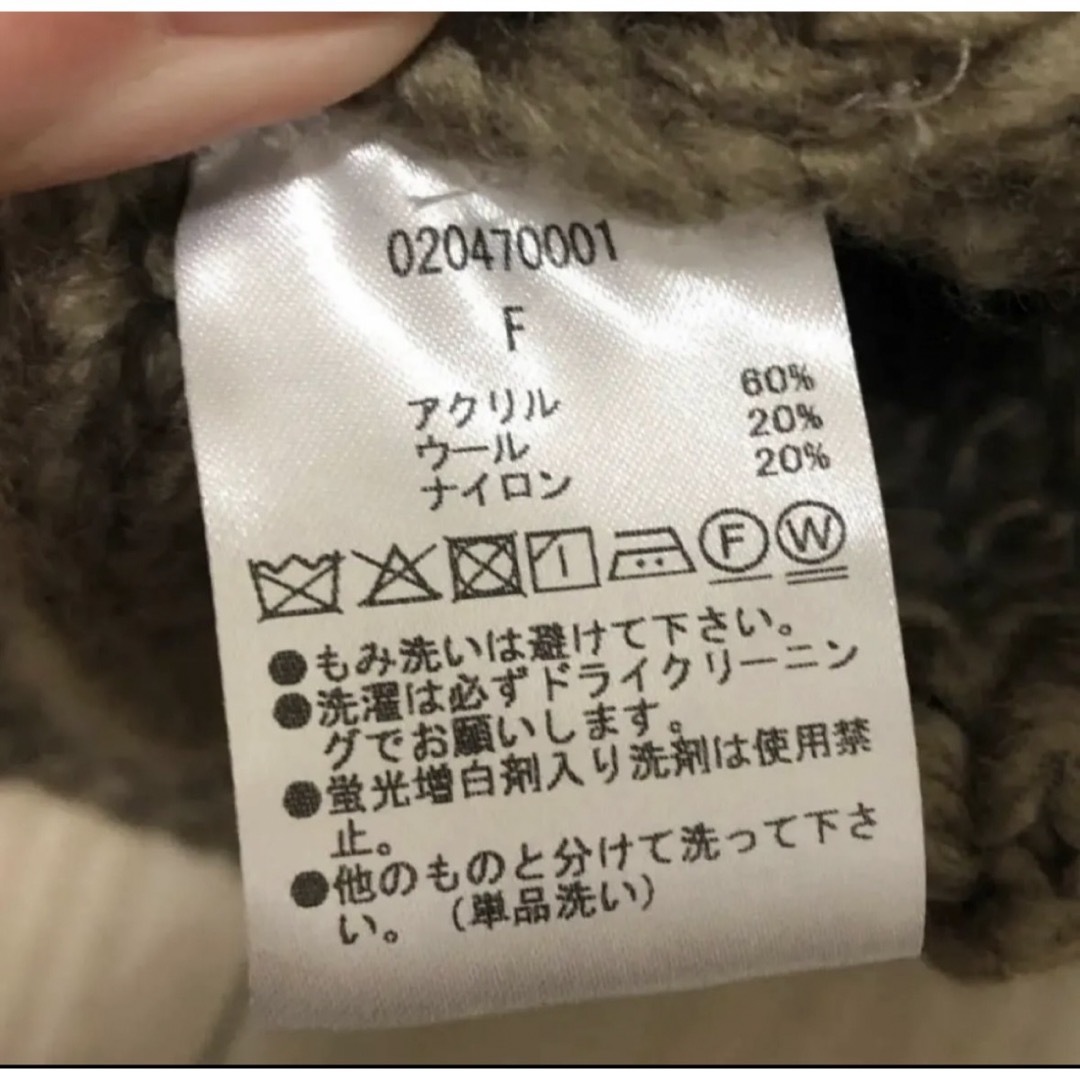 020470001
F
アクリル 60%
ウール 20%
ナイロン 20%
F W
●もみ洗いは避けて下さい。
●洗濯は必ずドライクリーニン
グでお願いします。
●蛍光増白剤入り洗剤は使用禁
止。
●他のものと分けて洗って下さ
い。(単品洗い)